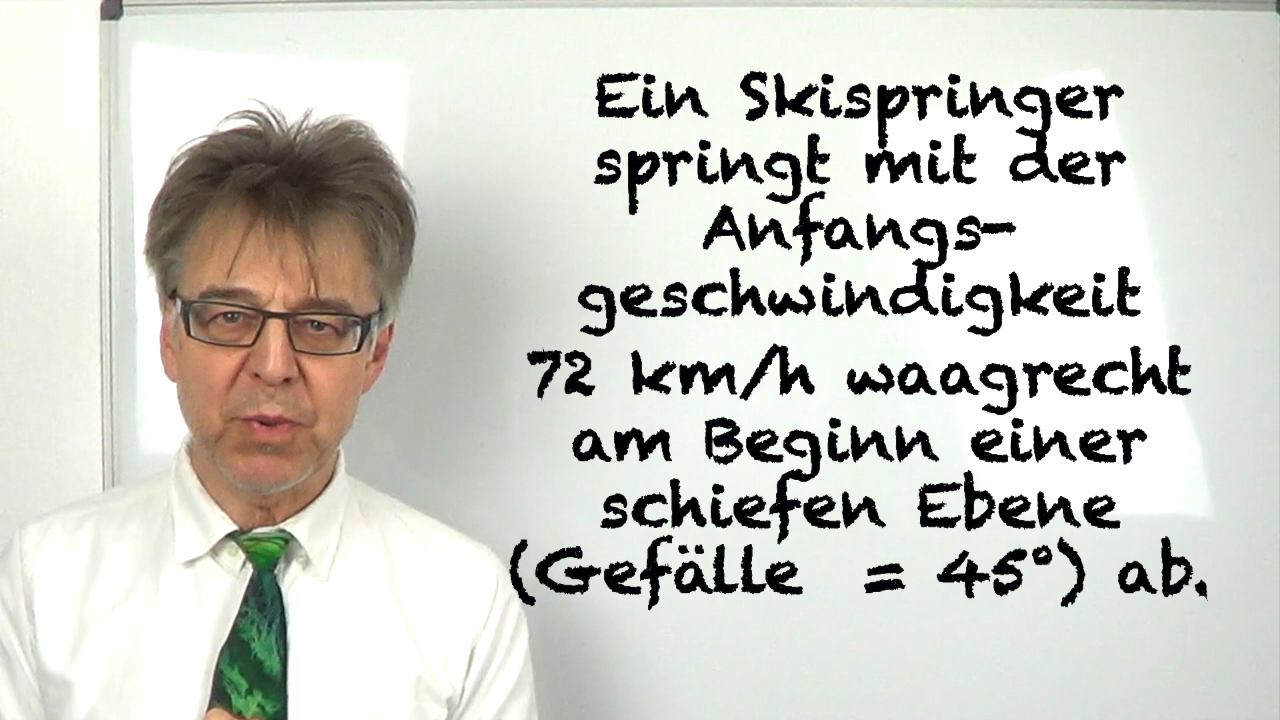 Ein Skispringer
springt mit der
Anfangs-
geschwindigkeit
72 km/h waagrecht
am Beginn einer
schiefen Ebene
(Gefälle = 45°) ab.